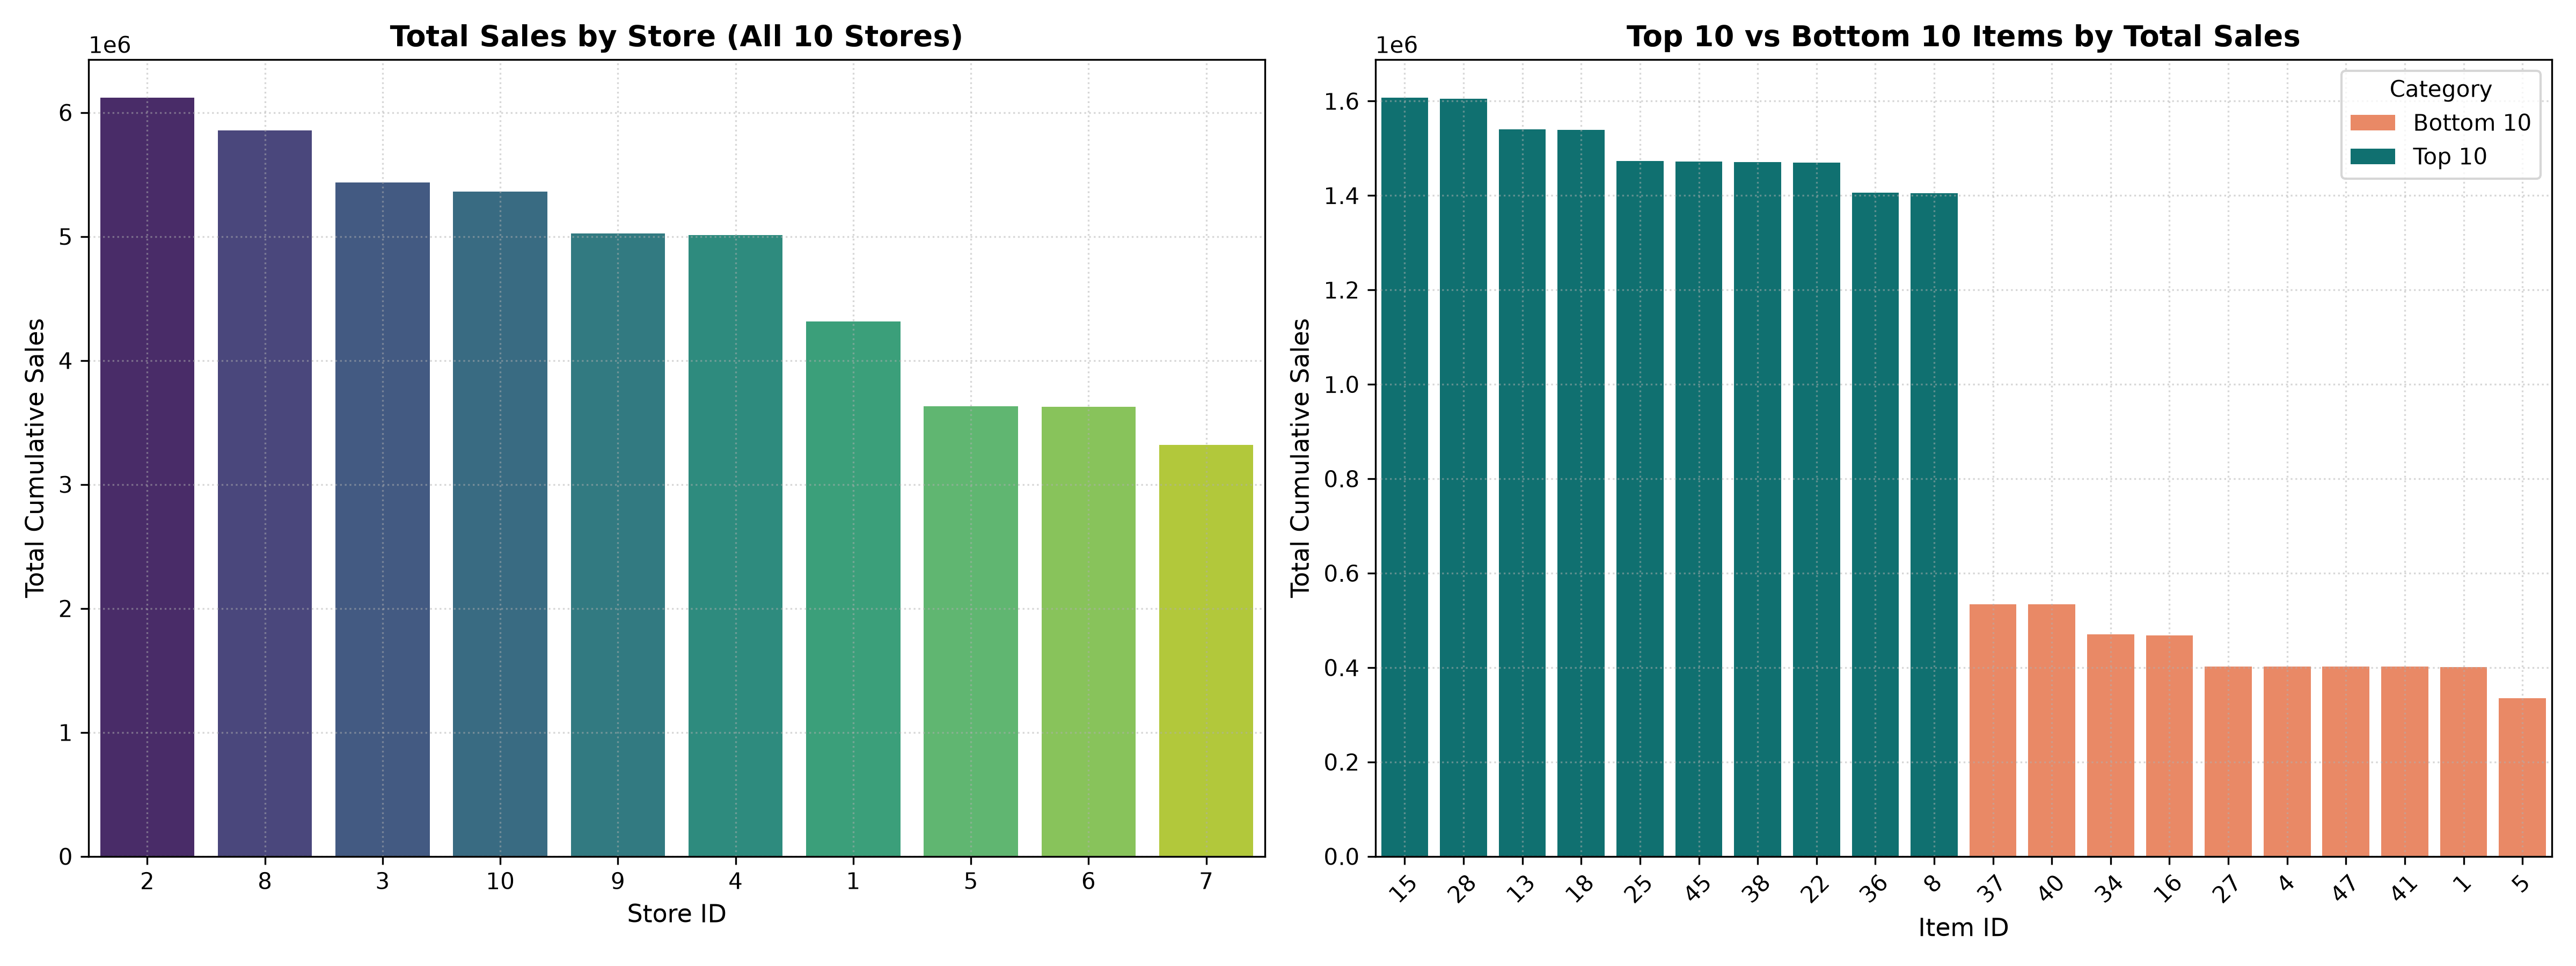 Total Sales by Store (All 10 Stores)
1e6
6
5
4
3
2
1
0
Total Cumulative Sales
2 8 3 10 9 4 1 5 6 7
Store ID
Top 10 vs Bottom 10 Items by Total Sales
1e6
1.6
1.4
1.2
1.0
0.8
0.6
0.4
0.2
0.0
Total Cumulative Sales
Category
Bottom 10
Top 10
15 28 13 18 25 45 38 22 36 8 37 40 34 16 27 4 47 41 1 5
Item ID